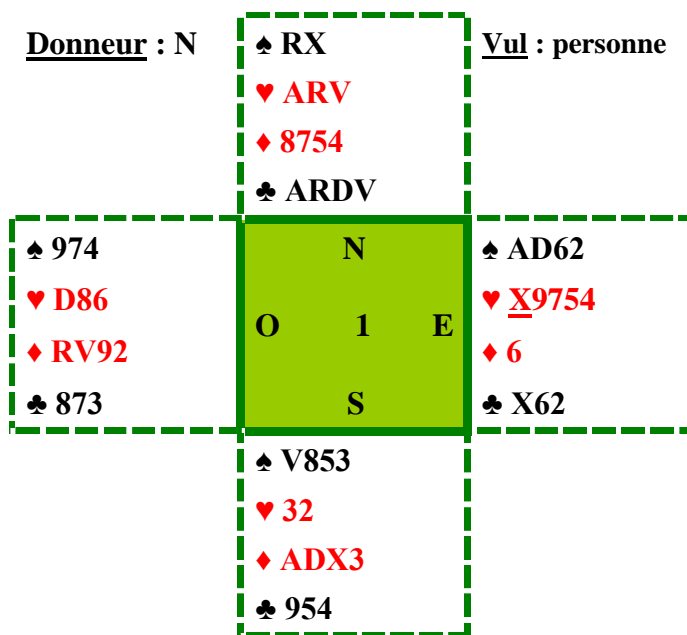 Donneur : N
♠ RX
Vul : personne
♥ ARV
♦ 8754
♣ ARDV
♠ 974
N
♠ AD62
♥ D86
♥ X9754
♦ RV92
O 1 E
♦ 6
♣ 873
S
♣ X62
♠ V853
♥ 32
♦ ADX3
♣ 954